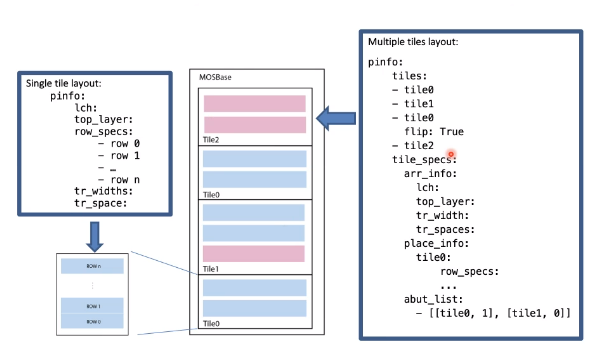 Single tile layout:
pinfo:
lch:
top_layer:
row_specs:
- row 0
- row 1
- …
- row n
tr_widths:
tr_space:
ROW n
ROW 1
ROW 0
MOSBase
Tile2
Tile0
Tile1
Tile0
Multiple tiles layout:
pinfo:
tiles:
- tile0
- tile1
- tile0
flip: True
- tile2
tile_specs:
arr_info:
lch:
top_layer:
tr_width:
tr_spaces:
place_info:
tile0:
row_specs:
...
abut_list:
- [[tile0, 1], [tile1, 0]]